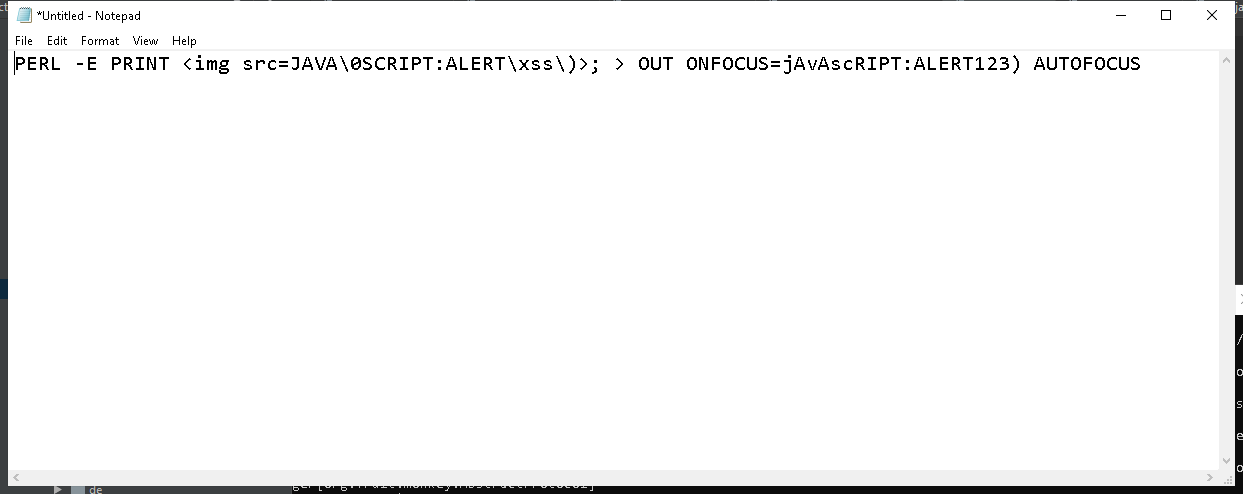 *Untitled - Notepad
File Edit Format View Help
PERL -E PRINT <img src=JAVA\0SCRIPT:ALERT\xss\)>; > OUT ONFOCUS=jAvAscRIPT:ALERT123) AUTOFOCUS
de